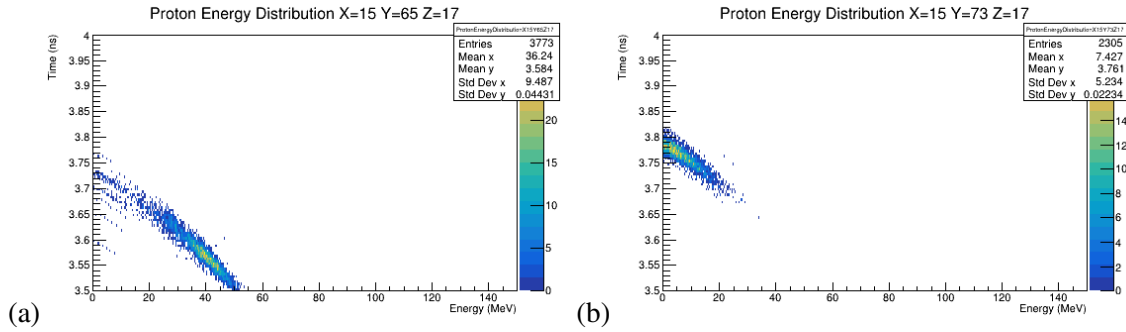 Proton Energy Distribution X=15 Y=65 Z=17
ProtonEnergyDistributionX15Y65Z17
Entries 3773
Mean x 36.24
Mean y 3.584
Std Dev x 9.487
Std Dev y 0.04431
Time (ns)
4
3.95
3.9
3.85
3.8
3.75
3.7
3.65
3.6
3.55
3.5
0 20 40 60 80 100 120 140
Energy (MeV)
20
15
10
5
0
(a)
Proton Energy Distribution X=15 Y=73 Z=17
ProtonEnergyDistributionX15Y73Z17
Entries 2305
Mean x 7.427
Mean y 3.761
Std Dev x 5.234
Std Dev y 0.02234
Time (ns)
4
3.95
3.9
3.85
3.8
3.75
3.7
3.65
3.6
3.55
3.5
0 20 40 60 80 100 120 140
Energy (MeV)
14
12
10
8
6
4
2
0
(b)